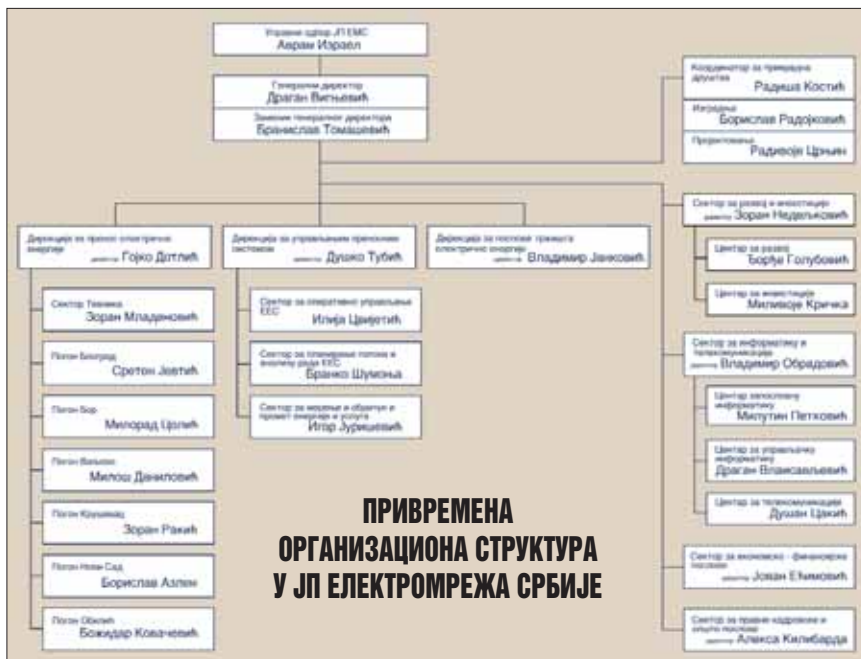 Управни одбор ЈП ЕМС
Аврам Израел
Генерални директор
Драган Вигњевић
Заменик генералног директора
Бранислав Томашевић
Координатор за привредна
друштва
Радиша Костић
Изградња
Борислав Радојковић
Пројектовање
Радивоје Црњин
Дирекција за пренос електричне
енергије
директор Гојко Дотлић
Сектор Техника
Зоран Младеновић
Погон Београд
Сретен Јевтић
Погон Бор
Милорад Цолић
Погон Ваљево
Милош Даниловић
Погон Крушевац
Зоран Ракић
Погон Нови Сад
Борислав Азлен
Погон Обилић
Божидар Ковачевић
Дирекција за управљање преносним
системом
директор Душко Тубић
Сектор за оперативно управљање
ЕЕС
Илија Цвијетић
Сектор за планирање погона и
анализу рада ЕЕС
Бранко Шумоња
Сектор за мерење и обрачун и
промет енергије и услуга
Игор Јуришевић
Дирекција за послове тржишта
електричне енергије
директор Владимир Јанковић
Сектор за развој и инвестиције
директор Зоран Недељковић
Центар за развој
Ђорђе Голубовић
Центар за инвестиције
Миливоје Кричка
Сектор за информатику и
телекомуникације
директор Владимир Обрадовић
Центар за пословну
информатику
Милутин Петковић
Центар за управљачку
информатику
Драган Влаисављевић
Центар за телекомуникације
Душан Цакић
Сектор за економско - финансијске
послове
директор Јован Ећимовић
Сектор за правне кадровске и
опште послове
директор Алекса Килибарда
ПРИВРЕМЕНА
ОРГАНИЗАЦИОНА СТРУКТУРА
У ЈП ЕЛЕКТРОМРЕЖА СРБИЈЕ